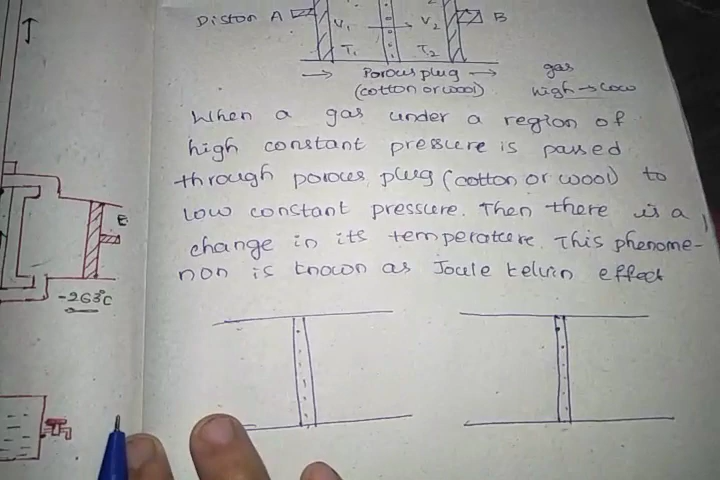 Piston A V₁ V₂ B
T₁ T₂
→ Porous plug → gas
(cotton or wool) high → low
When a gas under a region of
high constant pressure is passed
through porous plug (cotton or wool) to
low constant pressure. Then there is a
change in its temperature. This phenome-
non is known as Joule kelvin effect
E
-263°C